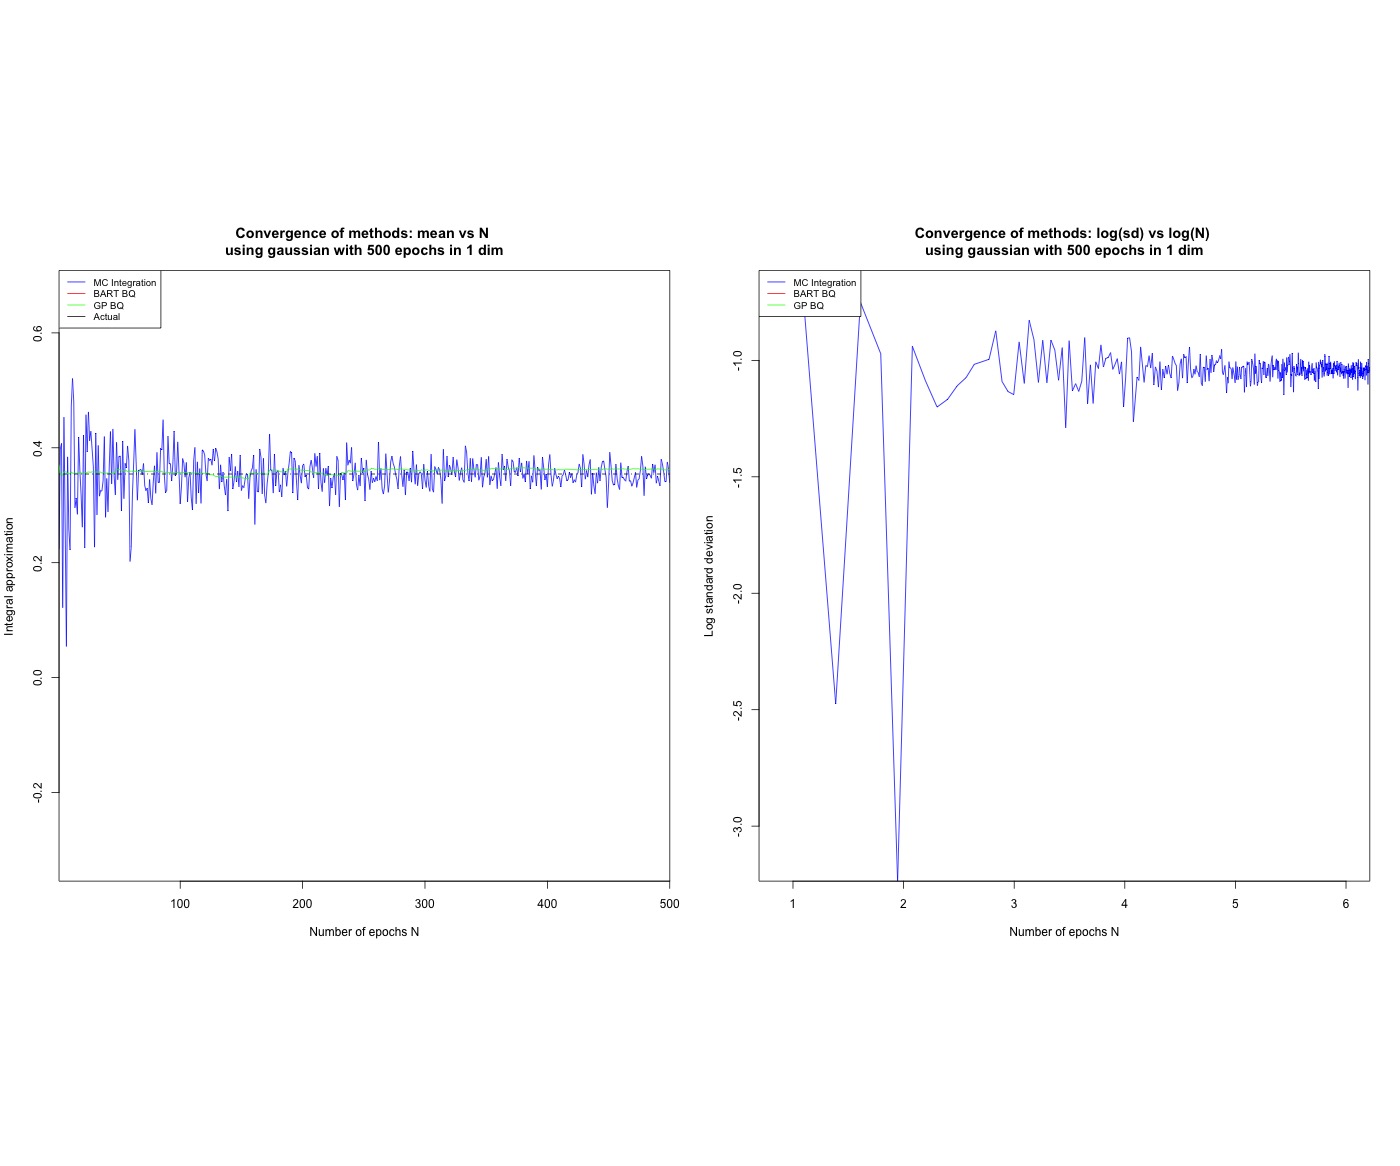 Convergence of methods: mean vs N
using gaussian with 500 epochs in 1 dim
MC Integration
BART BQ
GP BQ
Actual
Integral approximation
0.6
0.4
0.2
0.0
-0.2
100 200 300 400 500
Number of epochs N
Convergence of methods: log(sd) vs log(N)
using gaussian with 500 epochs in 1 dim
MC Integration
BART BQ
GP BQ
Log standard deviation
-1.0
-1.5
-2.0
-2.5
-3.0
1 2 3 4 5 6
Number of epochs N